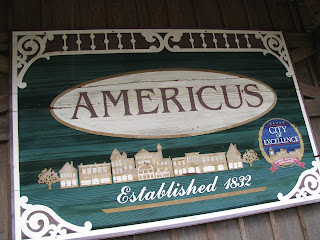 AMERICUS
CITY
OF
EXCELLENCE
Established 1832